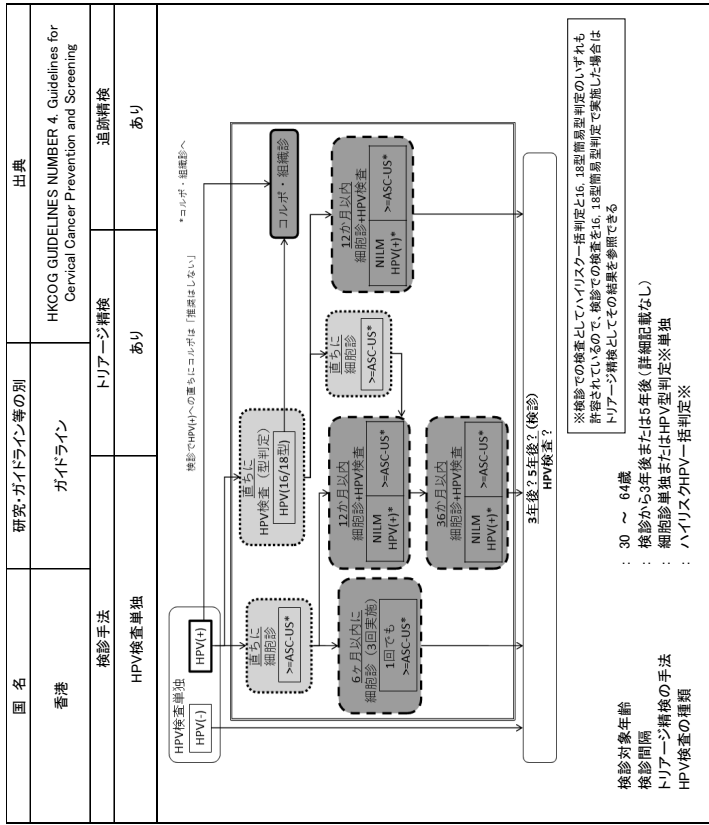 国 名
研究・ガイドライン等の別
出典
香港
ガイドライン
HKCOG GUIDELINES NUMBER 4. Guidelines for
Cervical Cancer Prevention and Screening
検診手法
トリアージ精検
追跡精検
HPV検査単独
あり
あり
HPV検査単独
HPV(-)
HPV(+)
検診でHPV(+)への直ちにコルポは「推奨はしない」
*コルポ・組織診へ
直ちに
細胞診
>=ASC-US*
直ちに
HPV検査(型判定)
HPV(16/18型)
コルポ・組織診
直ちに
細胞診
>=ASC-US*
6ヶ月以内に
細胞診(3回実施)
1回でも
>=ASC-US*
12か月以内
細胞診+HPV検査
NILM
HPV(+)*
>=ASC-US*
12か月以内
細胞診+HPV検査
NILM
HPV(+)*
>=ASC-US*
36か月以内
細胞診+HPV検査
NILM
HPV(+)*
>=ASC-US*
3年後?5年後?(検診)
HPV検査?
※検診での検査としてハイリスク一括判定と16, 18型簡易型判定のいずれも
許容されているので、検診での検査を16, 18型簡易型判定で実施した場合は
トリアージ精検としてその結果を参照できる
検診対象年齢 : 30 ~ 64歳
検診間隔 : 検診から3年後または5年後(詳細記載なし)
トリアージ精検の手法 : 細胞診単独またはHPV型判定※単独
HPV検査の種類 : ハイリスクHPV一括判定※